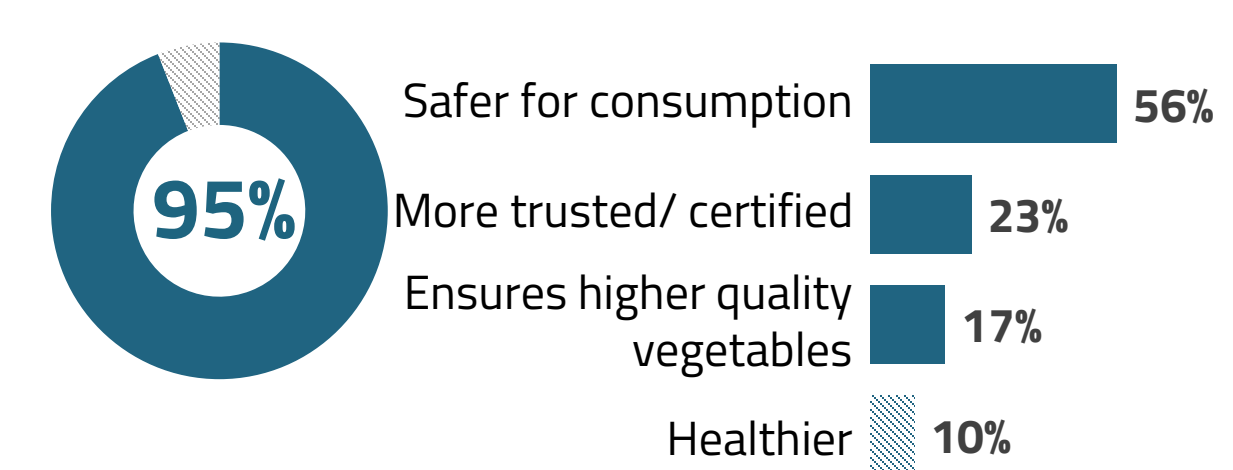 95%
Safer for consumption 56%
More trusted/ certified 23%
Ensures higher quality
vegetables 17%
Healthier 10%